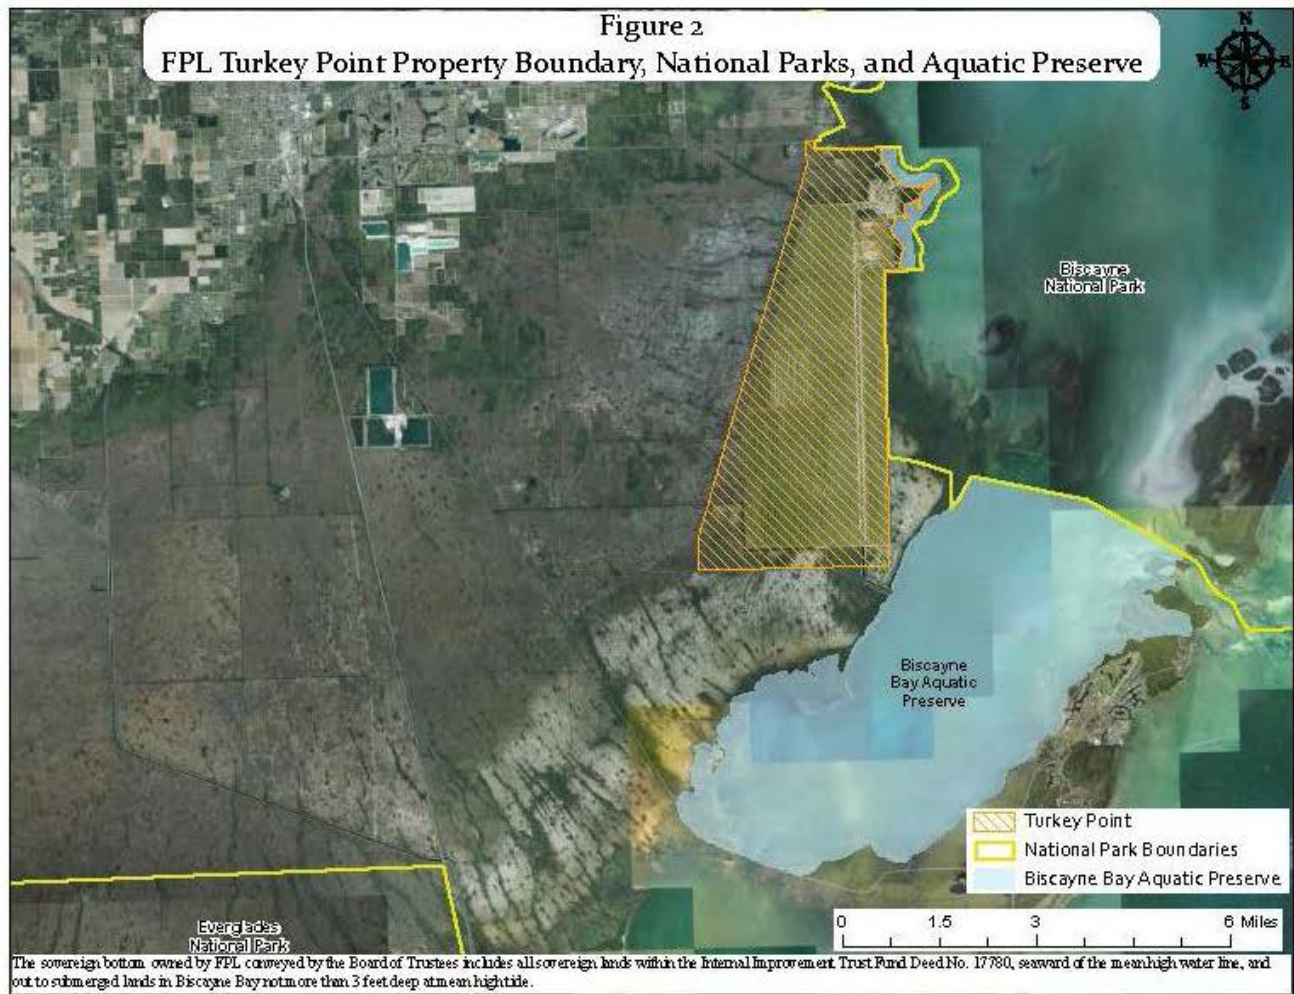 Figure 2
FPL Turkey Point Property Boundary, National Parks, and Aquatic Preserve
N
W E
S
Biscayne
National Park
Biscayne
Bay Aquatic
Preserve
Turkey Point
National Park Boundaries
Biscayne Bay Aquatic Preserve
0 1.5 3 6 Miles
Everglades
National Park
The sovereign bottom owned by FPL conveyed by the Board of Trustees includes all sovereign lands within the Internal Improvement Trust Fund Deed No. 17780, seaward of the mean high water line, and
out to submerged lands in Biscayne Bay not more than 3 feet deep at mean high tide.